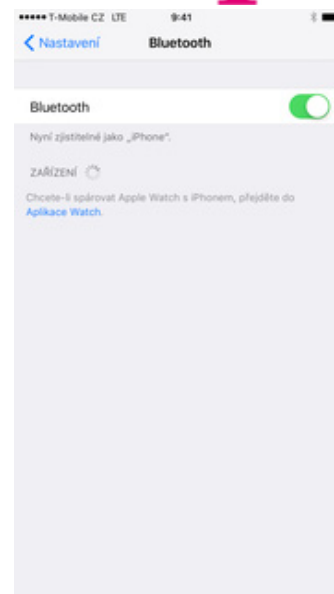 T-Mobile CZ LTE 9:41
Nastavení Bluetooth
Bluetooth
Nyní zjistitelné jako „iPhone“.
ZAŘÍZENÍ
Chcete-li spárovat Apple Watch s iPhonem, přejděte do
Aplikace Watch.